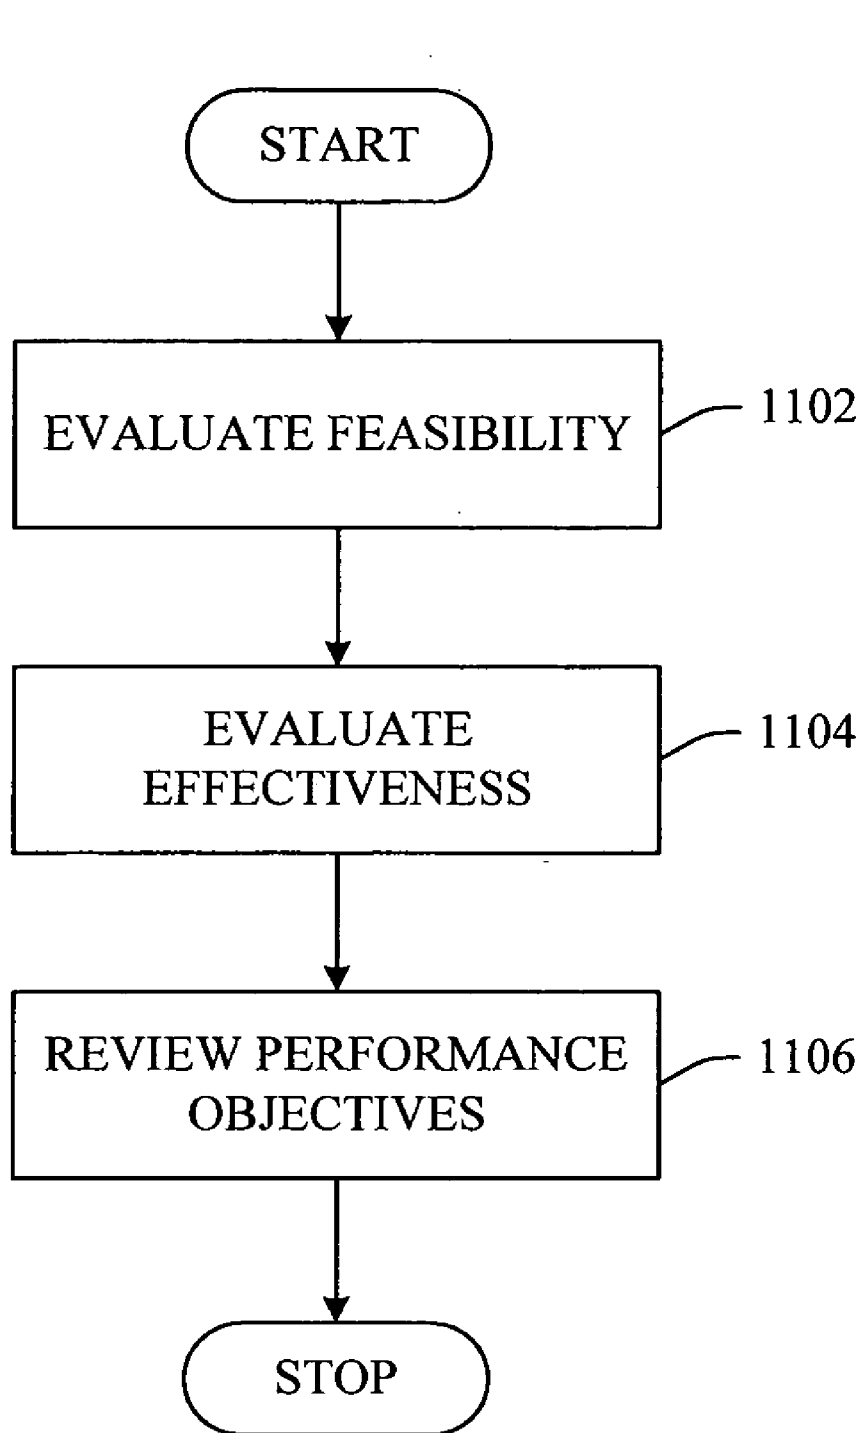 START
EVALUATE FEASIBILITY
1102
EVALUATE
EFFECTIVENESS
1104
REVIEW PERFORMANCE
OBJECTIVES
1106
STOP